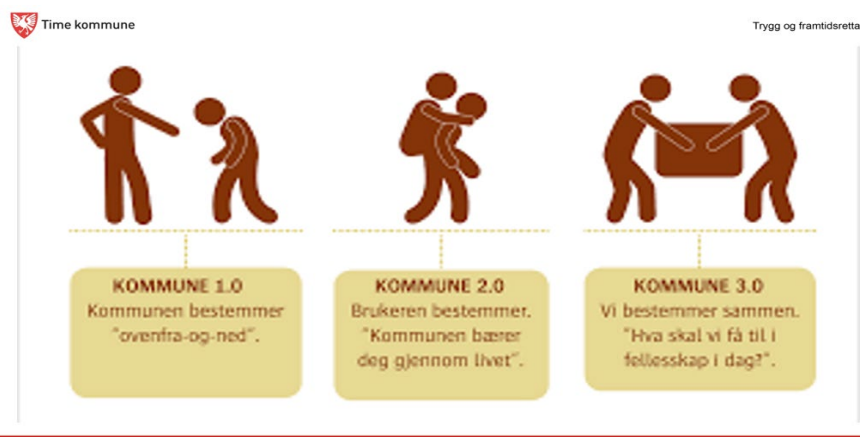 Time kommune
Trygg og framtidsretta
KOMMUNE 1.0
Kommunen bestemmer
"ovenfra-og-ned".
KOMMUNE 2.0
Brukeren bestemmer.
"Kommunen bærer
deg gjennom livet".
KOMMUNE 3.0
Vi bestemmer sammen.
"Hva skal vi få til i
fellesskap i dag?".